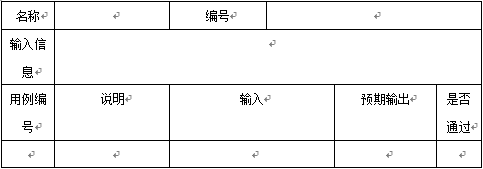 名称 编号
输入信
息
用例编 说明 输入 预期输出 是否
号 通过